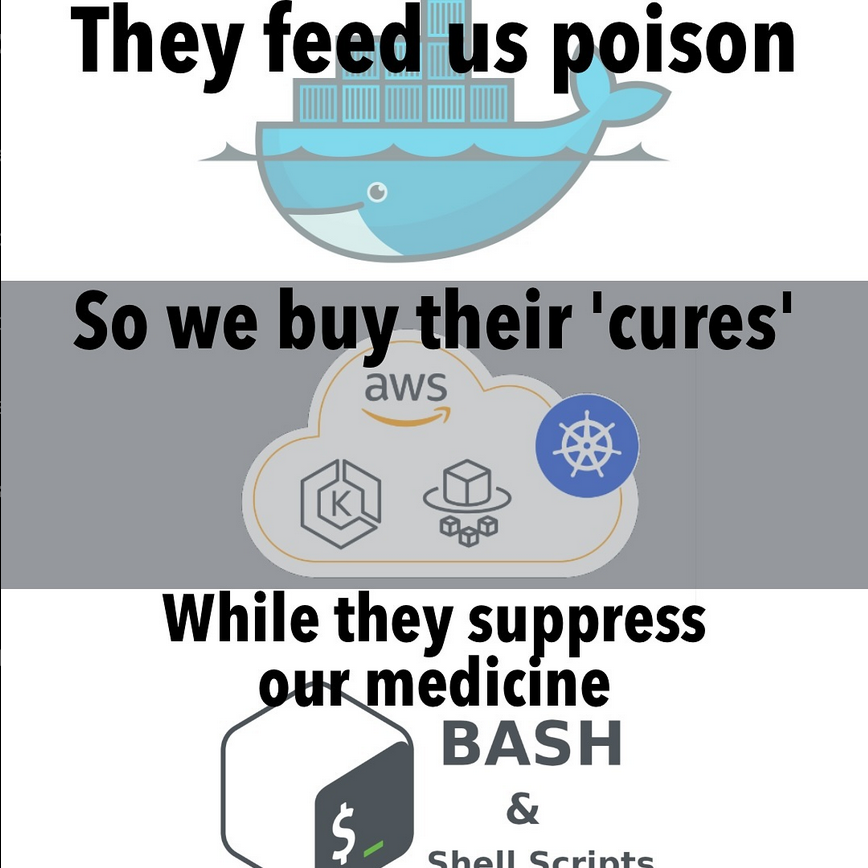 They feed us poison
So we buy their 'cures'
aws
K
While they suppress
our medicine
BASH
$_
&
Shell Scripts